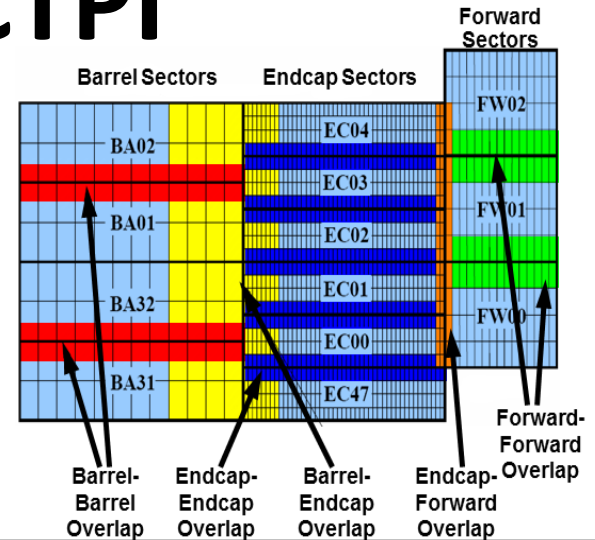 Forward
Sectors
Barrel Sectors
Endcap Sectors
FW02
EC04
BA02
EC03
FW01
BA01
EC02
EC01
BA32
FW00
EC00
BA31
EC47
Forward-
Forward
Overlap
Barrel-
Barrel
Overlap
Endcap-
Endcap
Overlap
Barrel-
Endcap
Overlap
Endcap-
Forward
Overlap